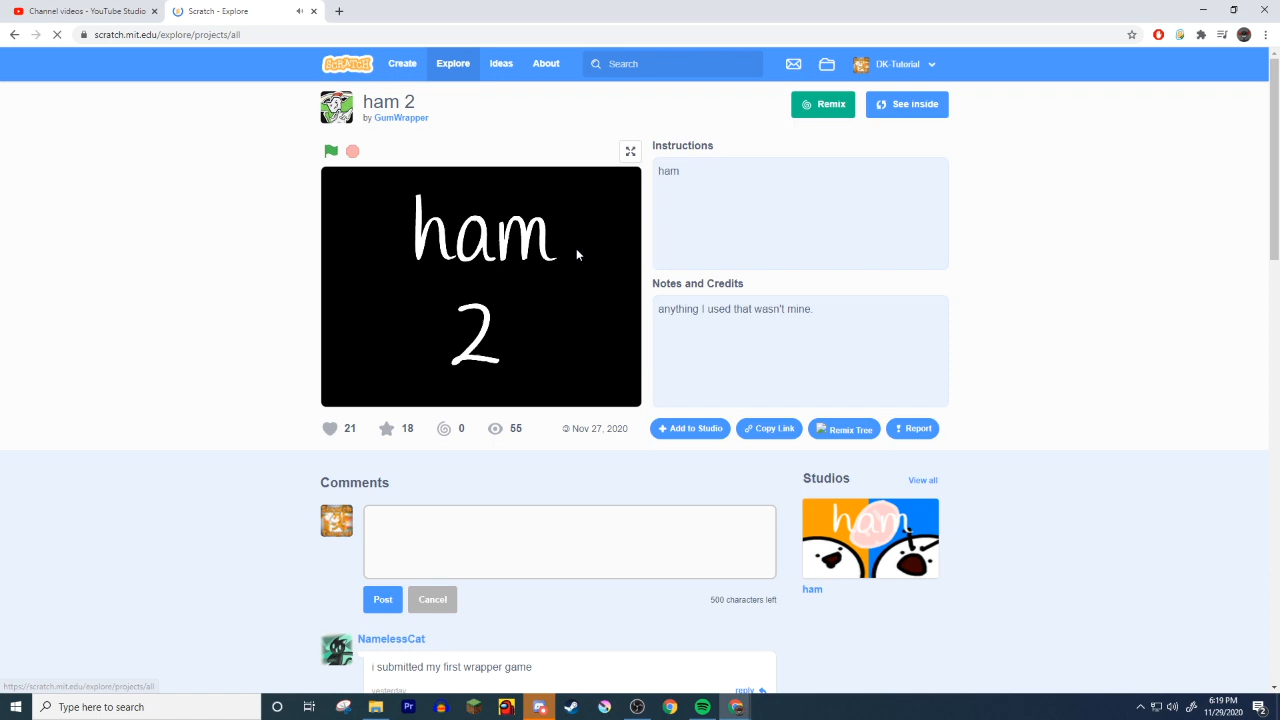 Channel videos - YouTube Studio
Scratch - Explore
scratch.mit.edu/explore/projects/all
SCRATCH
Create
Explore
Ideas
About
Search
DK-Tutorial
ham 2
by GumWrapper
Remix
See inside
Instructions
ham
ham
2
Notes and Credits
anything I used that wasn't mine.
21
18
0
55
© Nov 27, 2020
Add to Studio
Copy Link
Remix Tree
Report
Comments
Studios
View all
ham
ham
Post
Cancel
500 characters left
NamelessCat
i submitted my first wrapper game
yesterday
reply
https://scratch.mit.edu/explore/projects/all
Type here to search
Pr
6:19 PM
11/29/2020
2